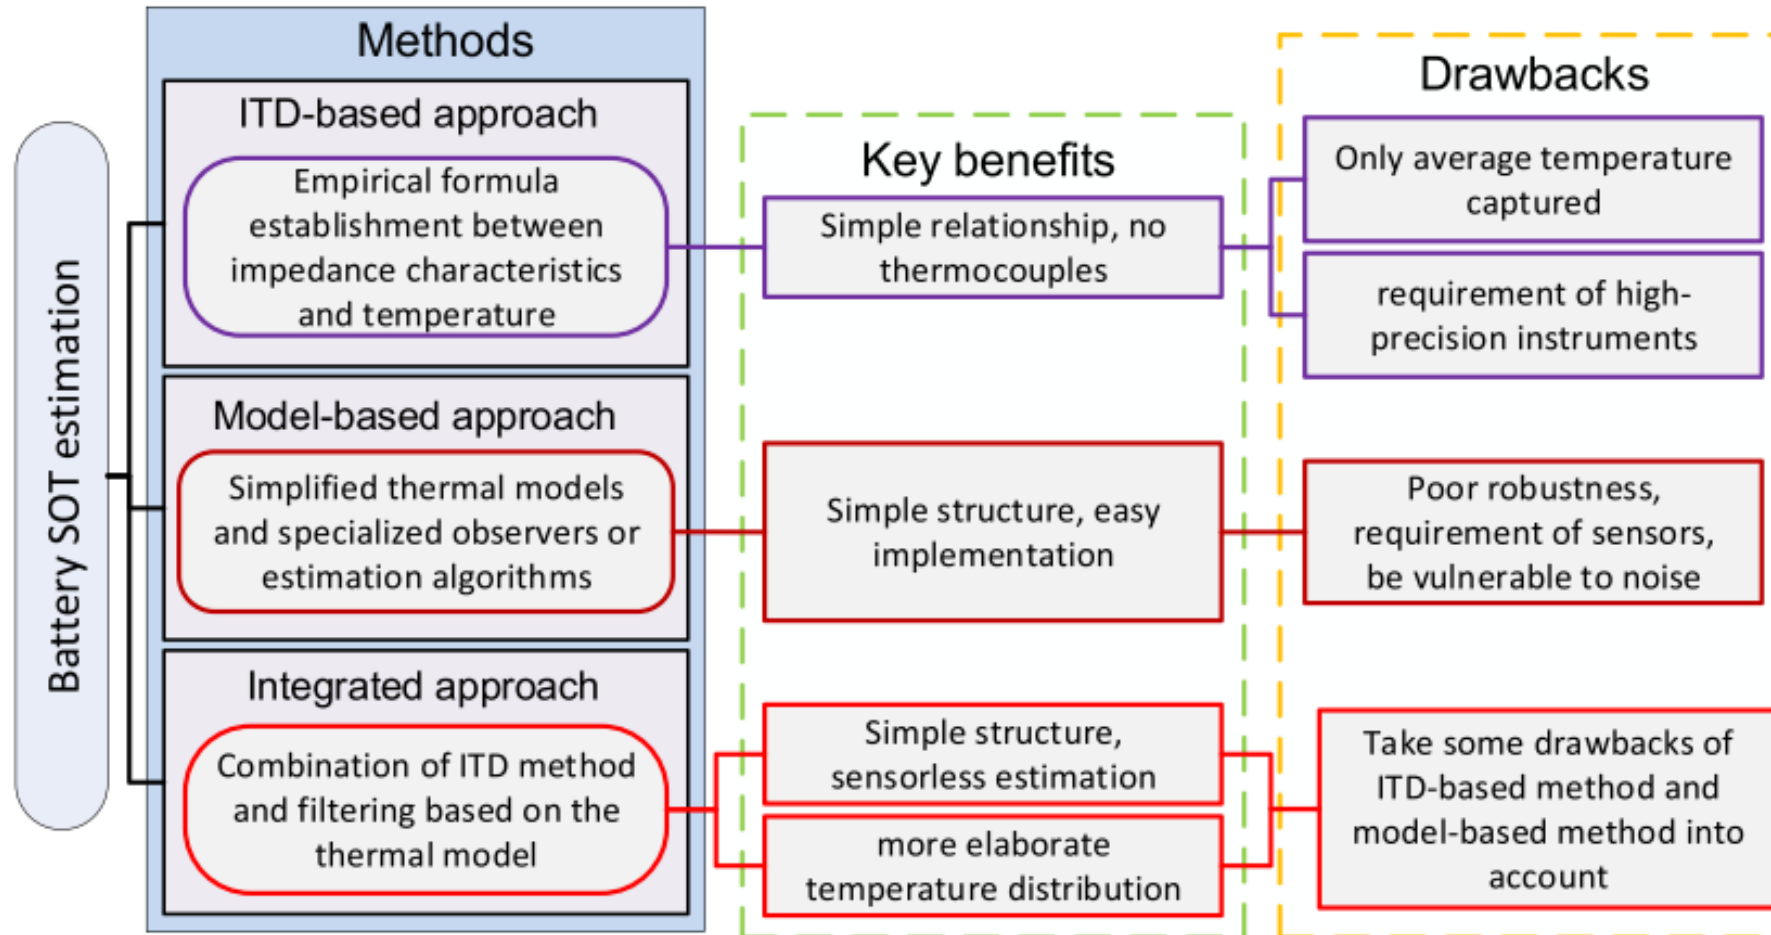 Battery SOT estimation
Methods
ITD-based approach
Empirical formula
establishment between
impedance characteristics
and temperature
Model-based approach
Simplified thermal models
and specialized observers or
estimation algorithms
Integrated approach
Combination of ITD method
and filtering based on the
thermal model
Key benefits
Simple relationship, no
thermocouples
Simple structure, easy
implementation
Simple structure,
sensorless estimation
more elaborate
temperature distribution
Drawbacks
Only average temperature
captured
requirement of high-
precision instruments
Poor robustness,
requirement of sensors,
be vulnerable to noise
Take some drawbacks of
ITD-based method and
model-based method into
account